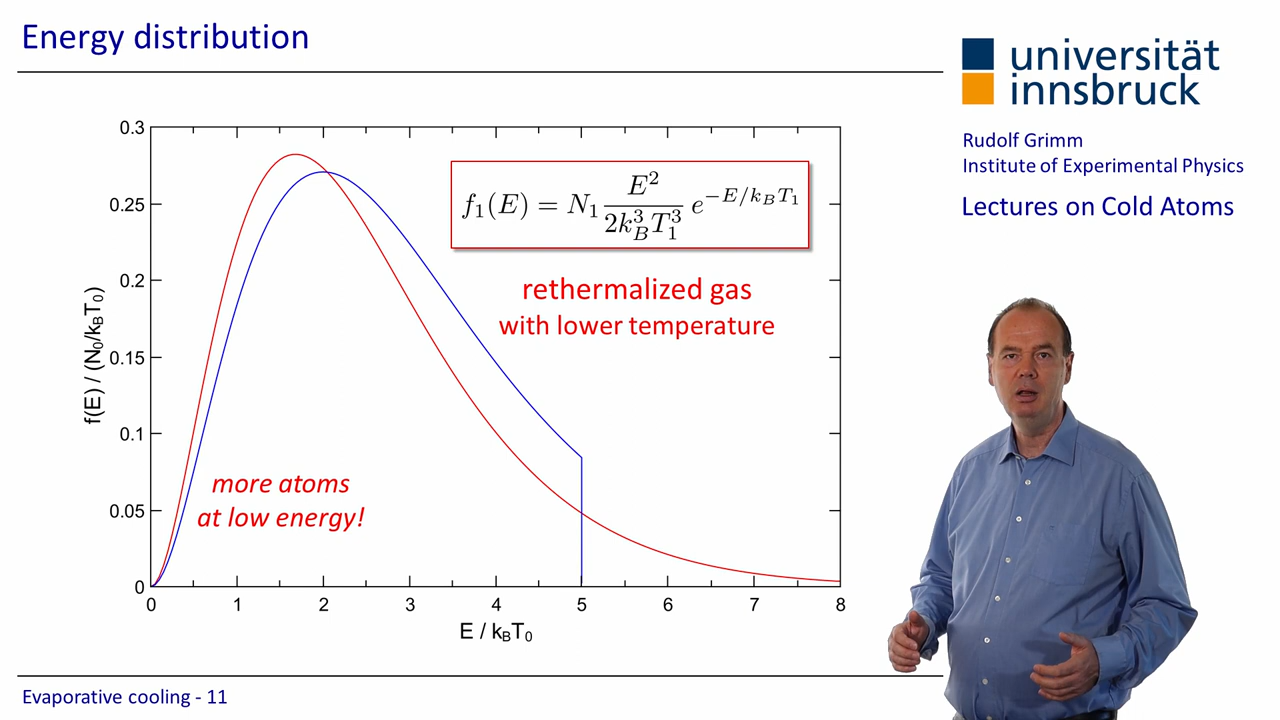 Energy distribution
universität
innsbruck
Rudolf Grimm
Institute of Experimental Physics
Lectures on Cold Atoms
f₁(E) = N₁ E² / 2k_B³T₁³ e^(−E/k_BT₁)
rethermalized gas
with lower temperature
more atoms
at low energy!
f(E) / (N₀/k_BT₀)
0.3
0.25
0.2
0.15
0.1
0.05
0
0 1 2 3 4 5 6 7 8
E / k_BT₀
Evaporative cooling - 11